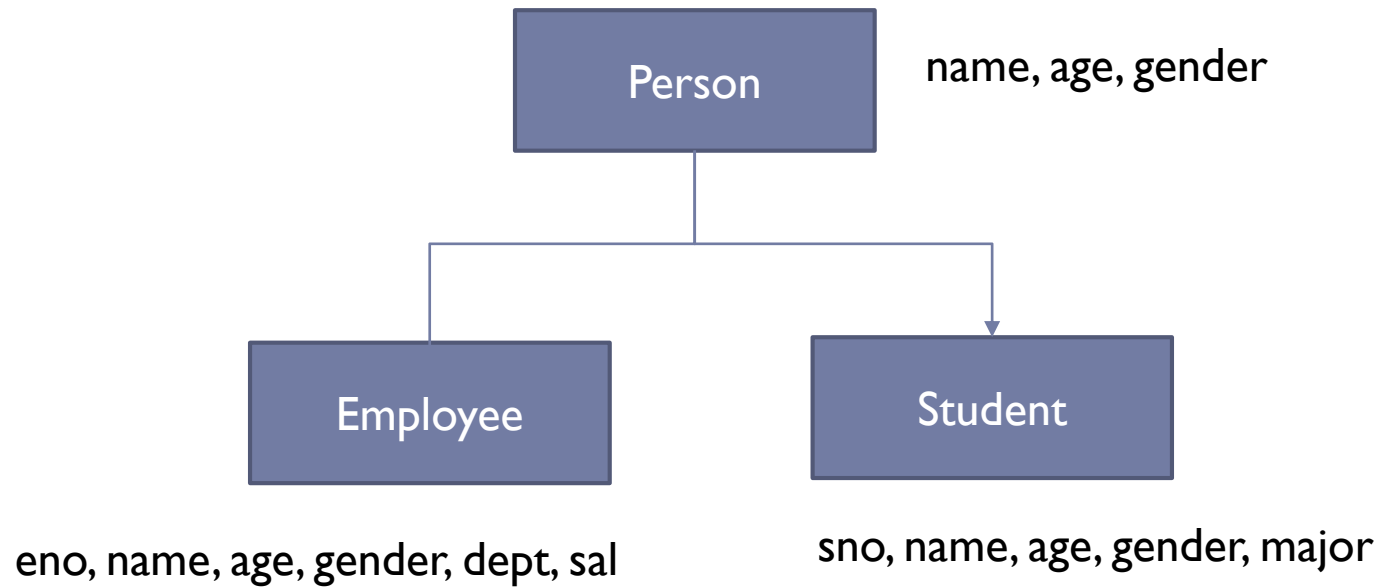 Person
name, age, gender
Employee
Student
eno, name, age, gender, dept, sal
sno, name, age, gender, major